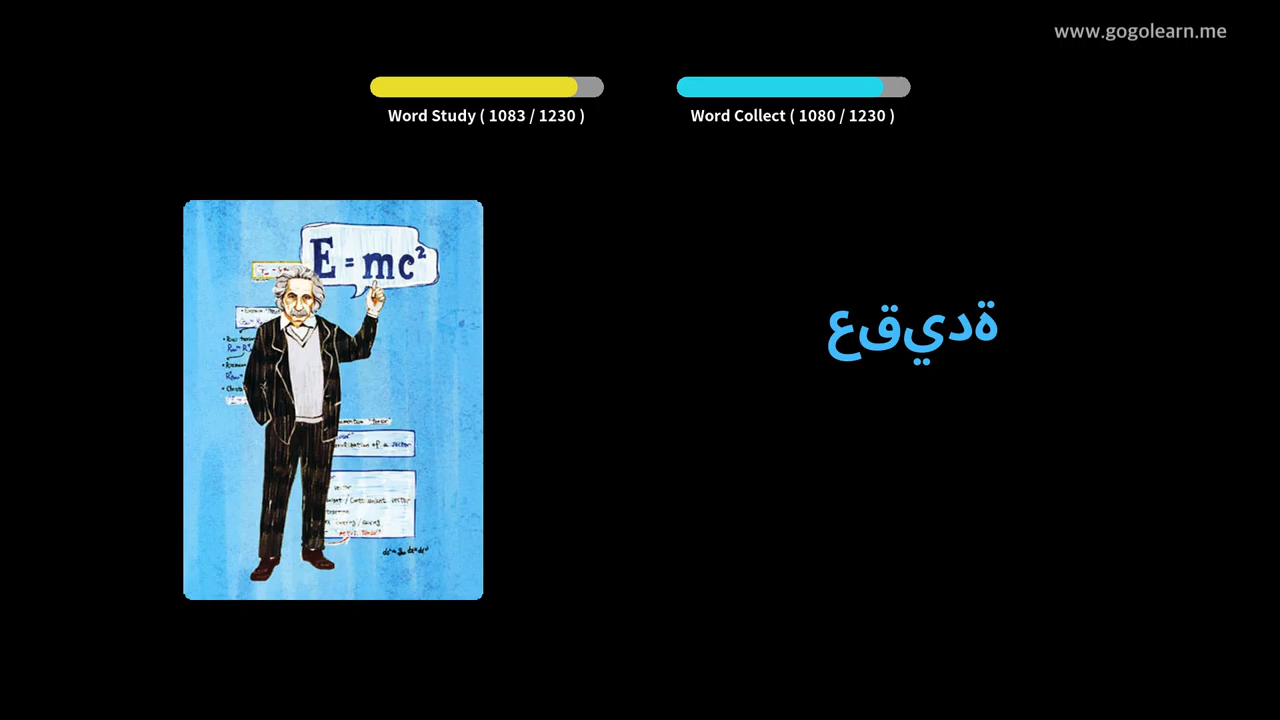 www.gogolearn.me
Word Study ( 1083 / 1230 )
Word Collect ( 1080 / 1230 )
E = mc²
عقيدة